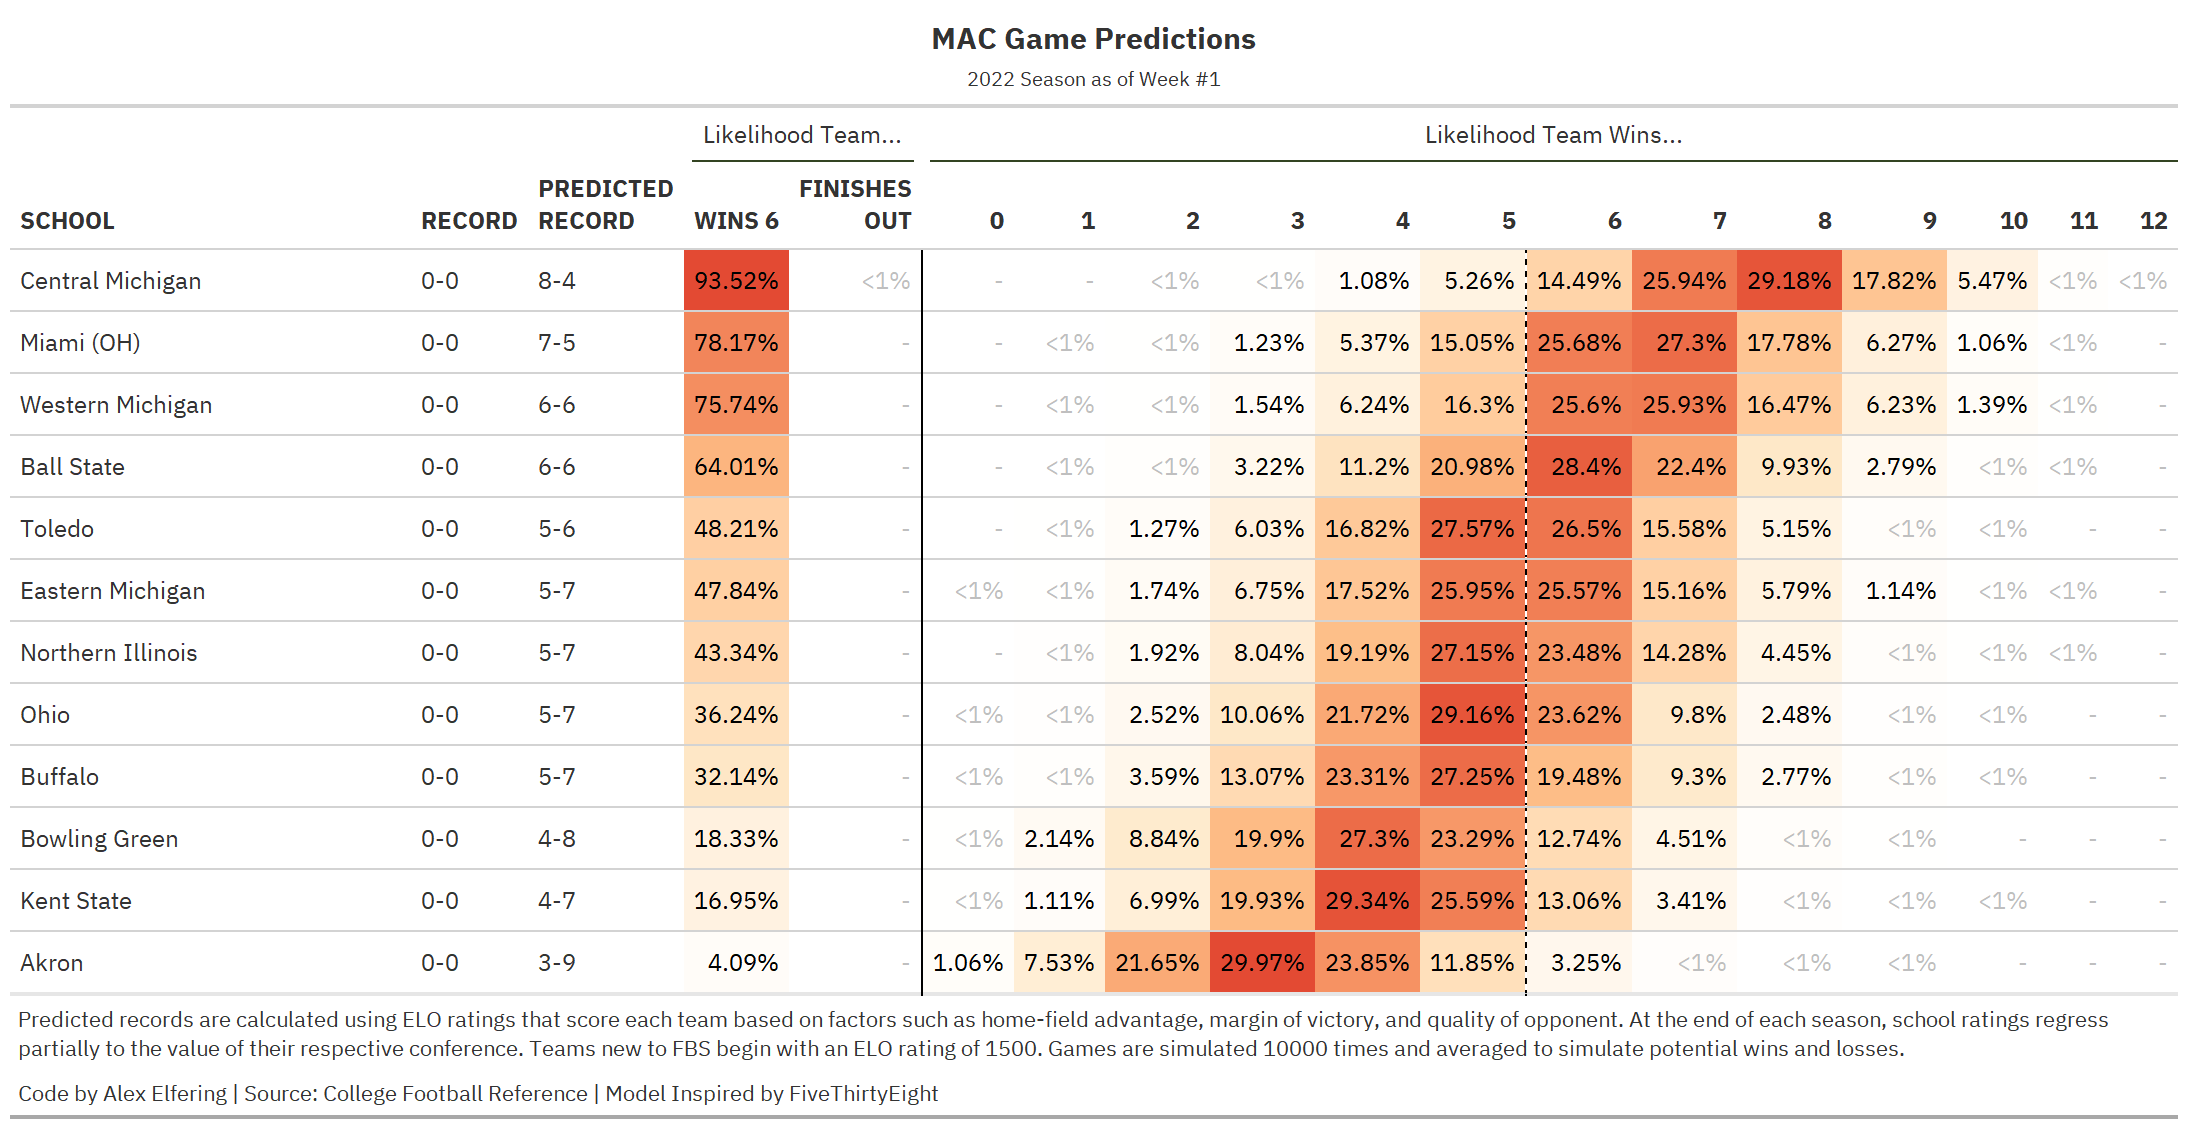 MAC Game Predictions
2022 Season as of Week #1
Likelihood Team... Likelihood Team Wins...
SCHOOL RECORD PREDICTED RECORD WINS 6 FINISHES OUT 0 1 2 3 4 5 6 7 8 9 10 11 12
Central Michigan 0-0 8-4 93.52% <1% - - <1% <1% 1.08% 5.26% 14.49% 25.94% 29.18% 17.82% 5.47% <1% <1%
Miami (OH) 0-0 7-5 78.17% - - <1% <1% 1.23% 5.37% 15.05% 25.68% 27.3% 17.78% 6.27% 1.06% <1% -
Western Michigan 0-0 6-6 75.74% - - <1% <1% 1.54% 6.24% 16.3% 25.6% 25.93% 16.47% 6.23% 1.39% <1% -
Ball State 0-0 6-6 64.01% - - <1% <1% 3.22% 11.2% 20.98% 28.4% 22.4% 9.93% 2.79% <1% <1% -
Toledo 0-0 5-6 48.21% - - <1% 1.27% 6.03% 16.82% 27.57% 26.5% 15.58% 5.15% <1% <1% - -
Eastern Michigan 0-0 5-7 47.84% - <1% <1% 1.74% 6.75% 17.52% 25.95% 25.57% 15.16% 5.79% 1.14% <1% <1% -
Northern Illinois 0-0 5-7 43.34% - - <1% 1.92% 8.04% 19.19% 27.15% 23.48% 14.28% 4.45% <1% <1% <1% -
Ohio 0-0 5-7 36.24% - <1% <1% 2.52% 10.06% 21.72% 29.16% 23.62% 9.8% 2.48% <1% <1% - -
Buffalo 0-0 5-7 32.14% - <1% <1% 3.59% 13.07% 23.31% 27.25% 19.48% 9.3% 2.77% <1% <1% - -
Bowling Green 0-0 4-8 18.33% - <1% 2.14% 8.84% 19.9% 27.3% 23.29% 12.74% 4.51% <1% <1% - - -
Kent State 0-0 4-7 16.95% - <1% 1.11% 6.99% 19.93% 29.34% 25.59% 13.06% 3.41% <1% <1% <1% - -
Akron 0-0 3-9 4.09% - 1.06% 7.53% 21.65% 29.97% 23.85% 11.85% 3.25% <1% <1% <1% - - -
Predicted records are calculated using ELO ratings that score each team based on factors such as home-field advantage, margin of victory, and quality of opponent. At the end of each season, school ratings regress
partially to the value of their respective conference. Teams new to FBS begin with an ELO rating of 1500. Games are simulated 10000 times and averaged to simulate potential wins and losses.
Code by Alex Elfering | Source: College Football Reference | Model Inspired by FiveThirtyEight